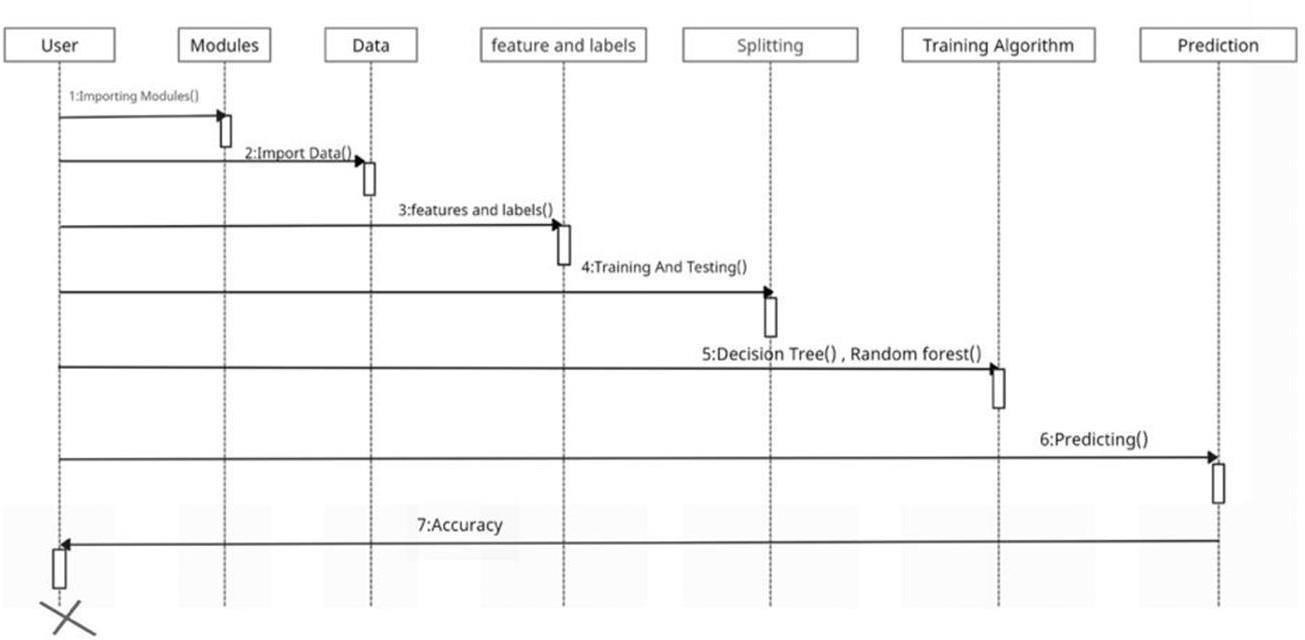 User
Modules
Data
feature and labels
Splitting
Training Algorithm
Prediction
1:Importing Modules()
2:Import Data()
3:features and labels()
4:Training And Testing()
5:Decision Tree() , Random forest()
6:Predicting()
7:Accuracy